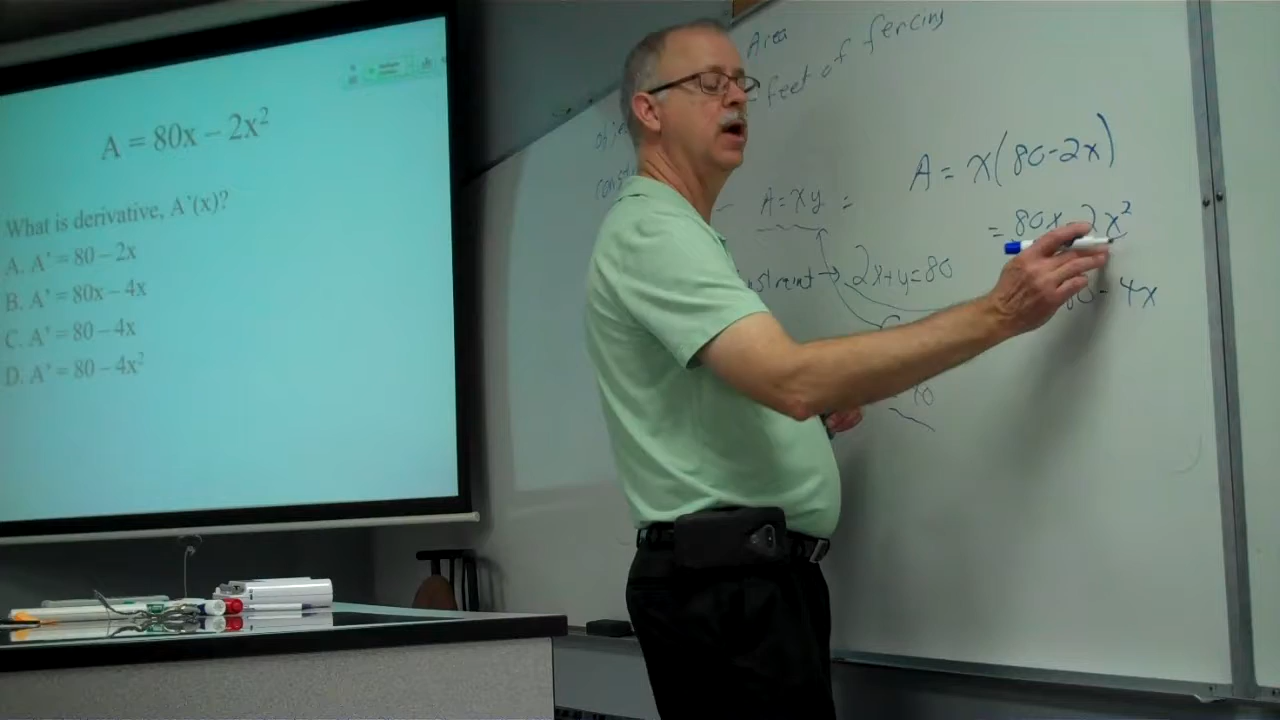 A = 80x – 2x²
What is derivative, A'(x)?
A. A' = 80 – 2x
B. A' = 80x – 4x
C. A' = 80 – 4x
D. A' = 80 – 4x²
Area
feet of fencing
A = xy =
2x+y=80
A = x(80-2x)
= 80x-2x²
- 4x